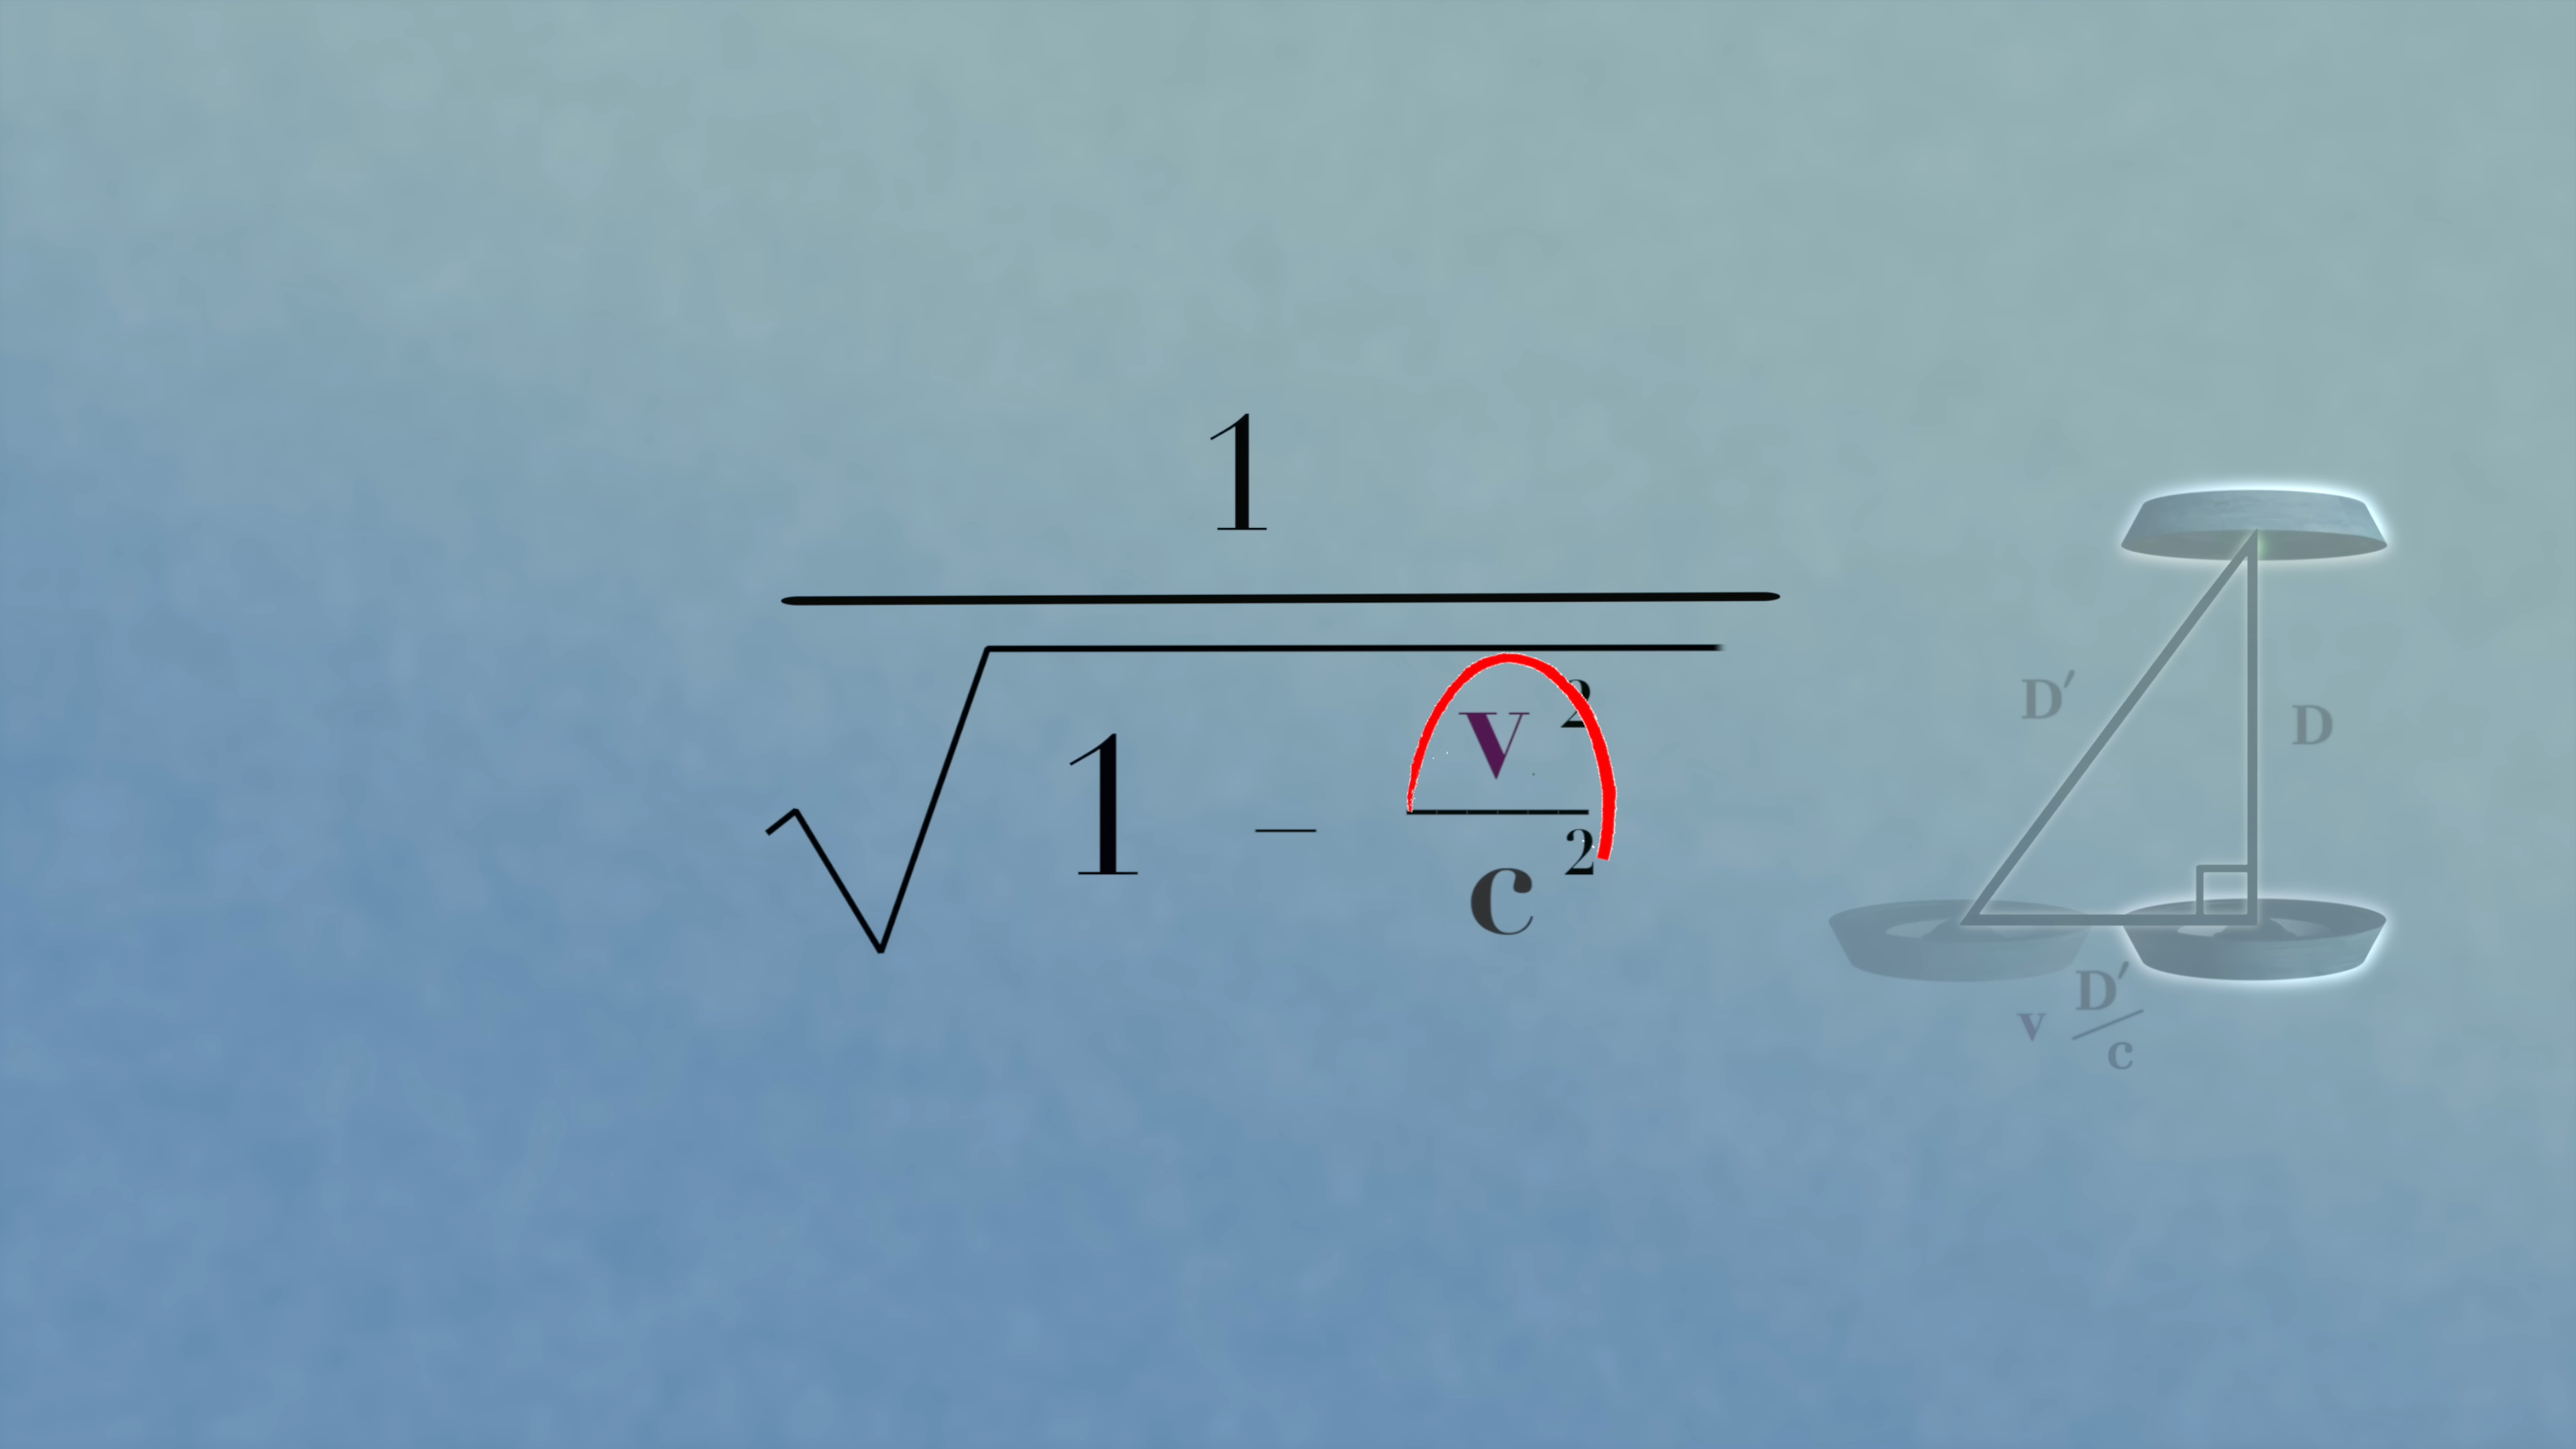 1
√ 1 − v² / c²
D′
D
v D′/c